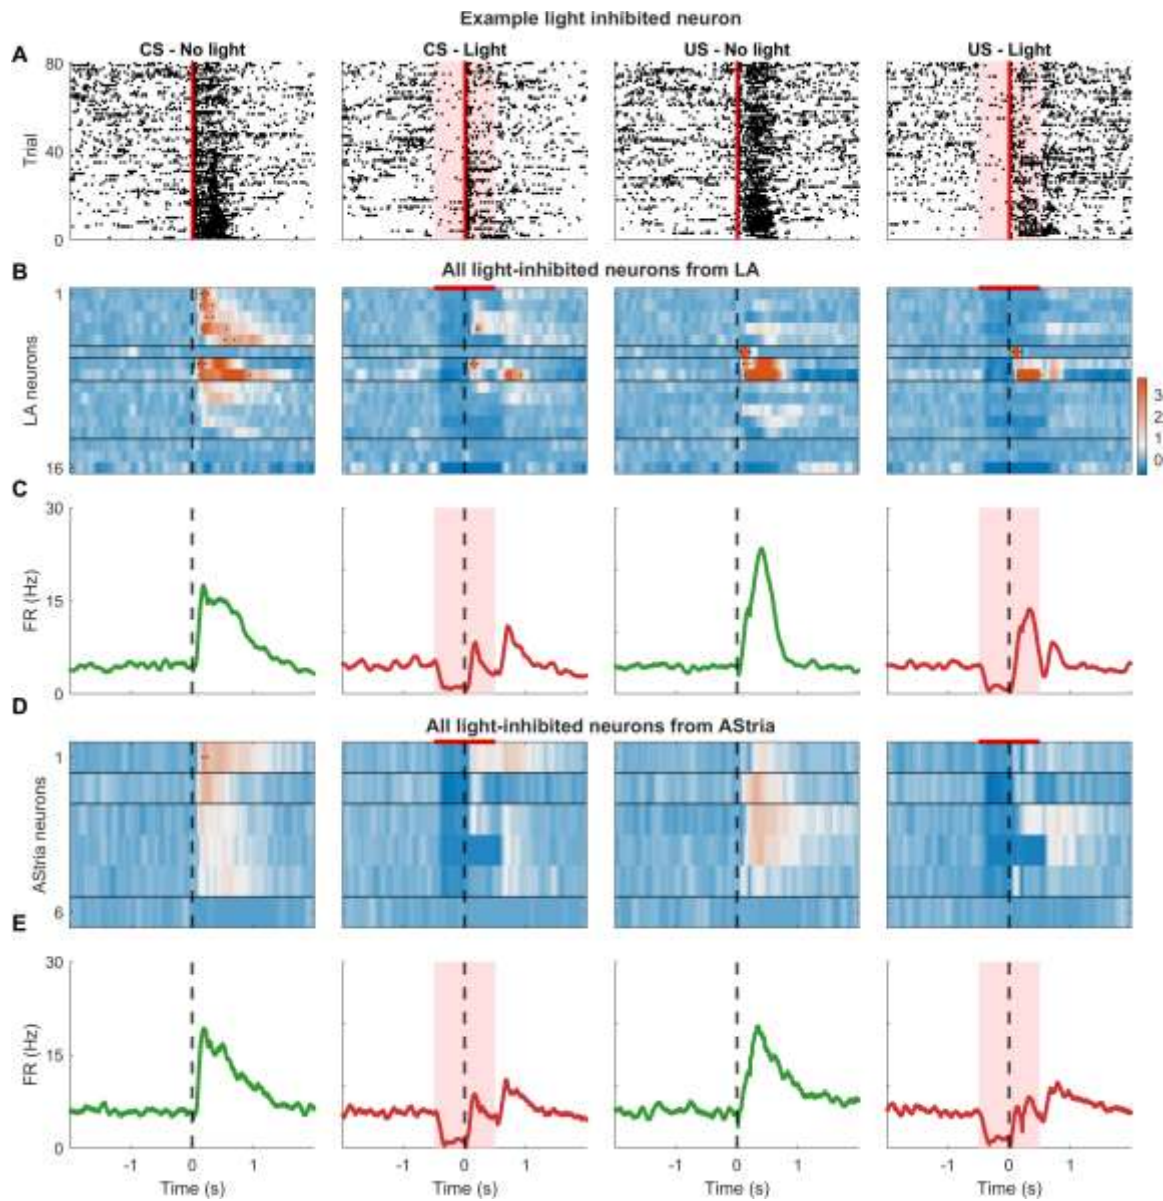 Example light inhibited neuron
A
CS - No light
CS - Light
US - No light
US - Light
80
40
0
Trial
B
All light-inhibited neurons from LA
1
16
LA neurons
3
2
1
0
C
30
15
0
FR (Hz)
D
All light-inhibited neurons from AStria
1
6
AStria neurons
E
30
15
0
FR (Hz)
-1 0 1
-1 0 1
-1 0 1
-1 0 1
Time (s)
Time (s)
Time (s)
Time (s)